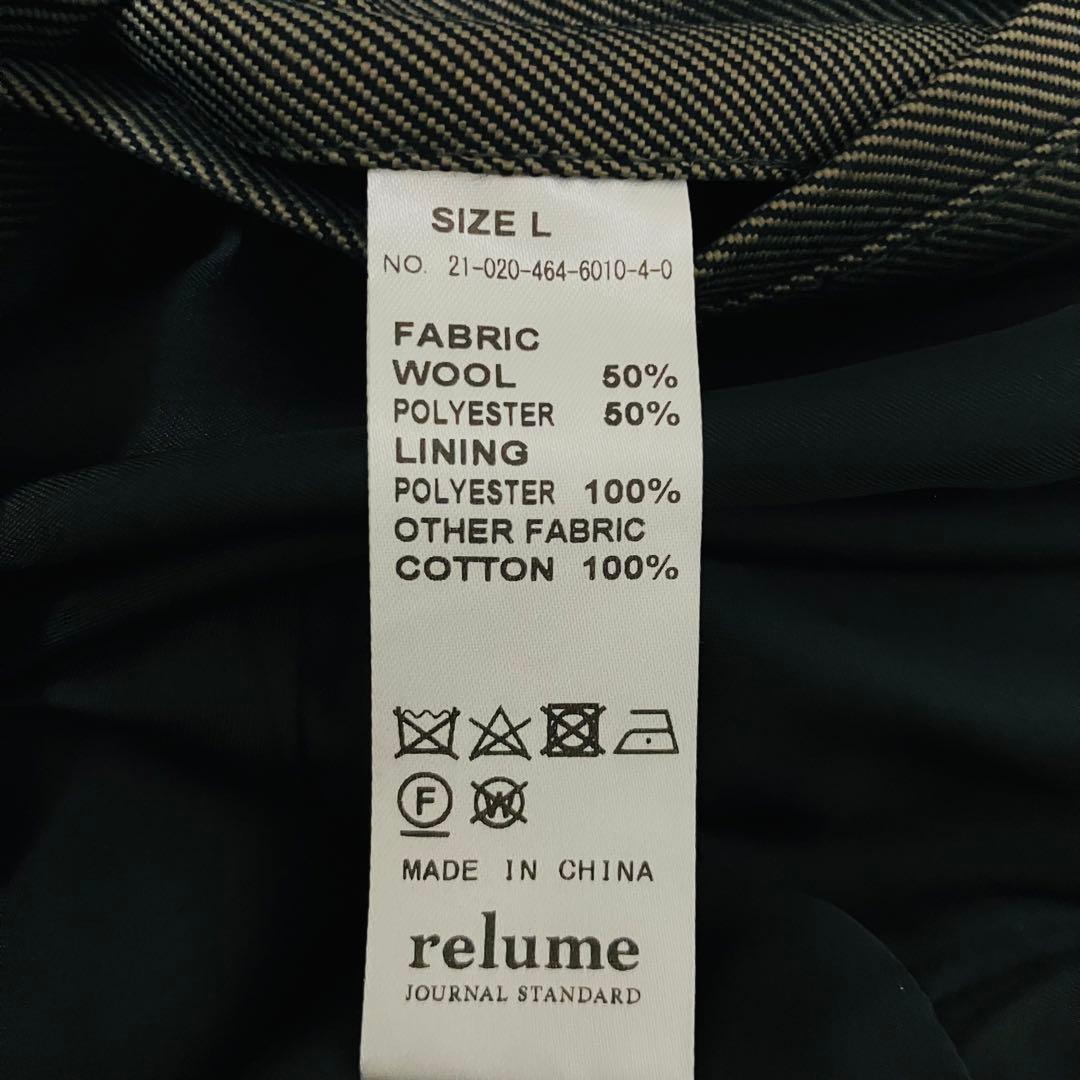 SIZE L
NO. 21-020-464-6010-4-0
FABRIC
WOOL 50%
POLYESTER 50%
LINING
POLYESTER 100%
OTHER FABRIC
COTTON 100%
F W
MADE IN CHINA
relume
JOURNAL STANDARD